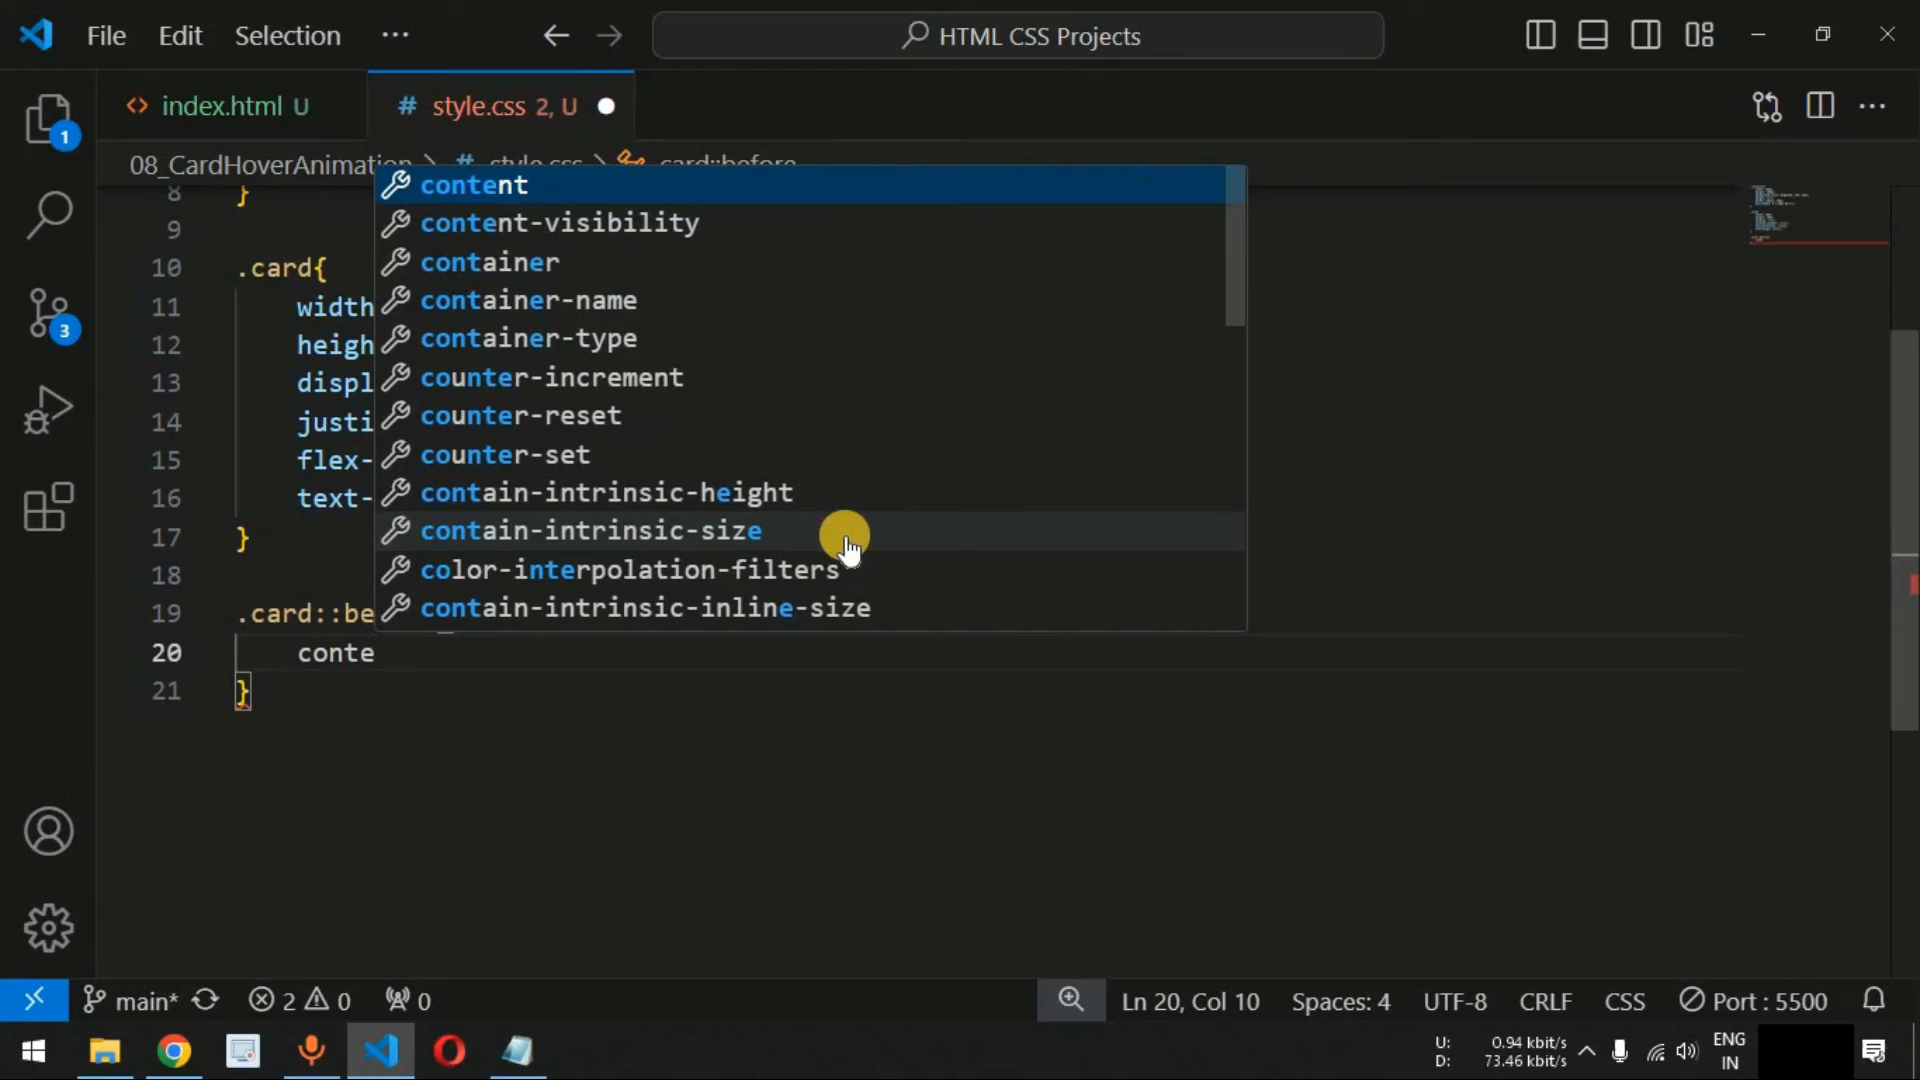 File Edit Selection ··· HTML CSS Projects
index.html U style.css 2, U
08_CardHoverAnimation > # style.css > .card::before
8 }
9
10 .card{
11 width
12 heigh
13 displ
14 justi
15 flex-
16 text-
17 }
18
19 .card::be
20 conte
21 }
content
content-visibility
container
container-name
container-type
counter-increment
counter-reset
counter-set
contain-intrinsic-height
contain-intrinsic-size
color-interpolation-filters
contain-intrinsic-inline-size
1
3
main* 2 0 0 Ln 20, Col 10 Spaces: 4 UTF-8 CRLF CSS Port : 5500
U: 0.94 kbit/s
D: 73.46 kbit/s
ENG
IN